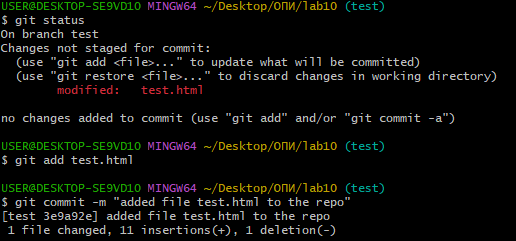 USER@DESKTOP-SE9VD1O MINGW64 ~/Desktop/ОПИ/lab10 (test)
$ git status
On branch test
Changes not staged for commit:
  (use "git add <file>..." to update what will be committed)
  (use "git restore <file>..." to discard changes in working directory)
        modified:   test.html

no changes added to commit (use "git add" and/or "git commit -a")

USER@DESKTOP-SE9VD1O MINGW64 ~/Desktop/ОПИ/lab10 (test)
$ git add test.html

USER@DESKTOP-SE9VD1O MINGW64 ~/Desktop/ОПИ/lab10 (test)
$ git commit -m "added file test.html to the repo"
[test 3e9a92e] added file test.html to the repo
 1 file changed, 11 insertions(+), 1 deletion(-)